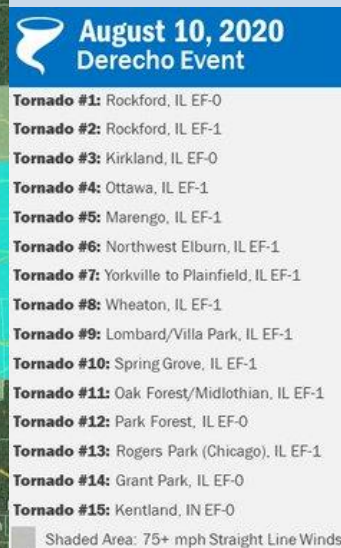 August 10, 2020
Derecho Event
Tornado #1: Rockford, IL EF-0
Tornado #2: Rockford, IL EF-1
Tornado #3: Kirkland, IL EF-0
Tornado #4: Ottawa, IL EF-1
Tornado #5: Marengo, IL EF-1
Tornado #6: Northwest Elburn, IL EF-1
Tornado #7: Yorkville to Plainfield, IL EF-1
Tornado #8: Wheaton, IL EF-1
Tornado #9: Lombard/Villa Park, IL EF-1
Tornado #10: Spring Grove, IL EF-1
Tornado #11: Oak Forest/Midlothian, IL EF-1
Tornado #12: Park Forest, IL EF-0
Tornado #13: Rogers Park (Chicago), IL EF-1
Tornado #14: Grant Park, IL EF-0
Tornado #15: Kentland, IN EF-0
Shaded Area: 75+ mph Straight Line Winds